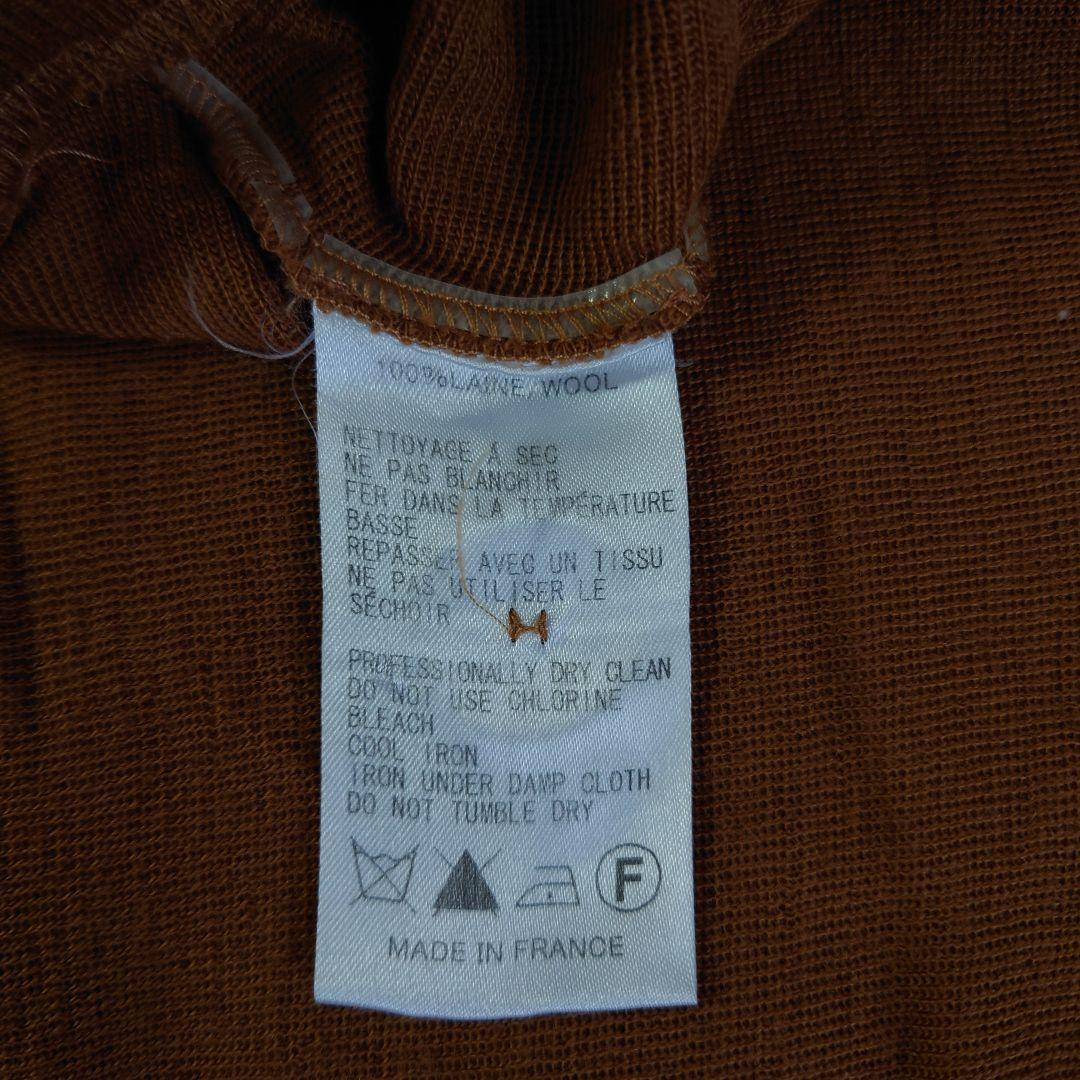 100%LAINE/WOOL
NETTOYAGE À SEC
NE PAS BLANCHIR
FER DANS LA TEMPÉRATURE
BASSE
REPASSER AVEC UN TISSU
NE PAS UTILISER LE
SÉCHOIR
PROFESSIONALLY DRY CLEAN
DO NOT USE CHLORINE
BLEACH
COOL IRON
IRON UNDER DAMP CLOTH
DO NOT TUMBLE DRY
F
MADE IN FRANCE